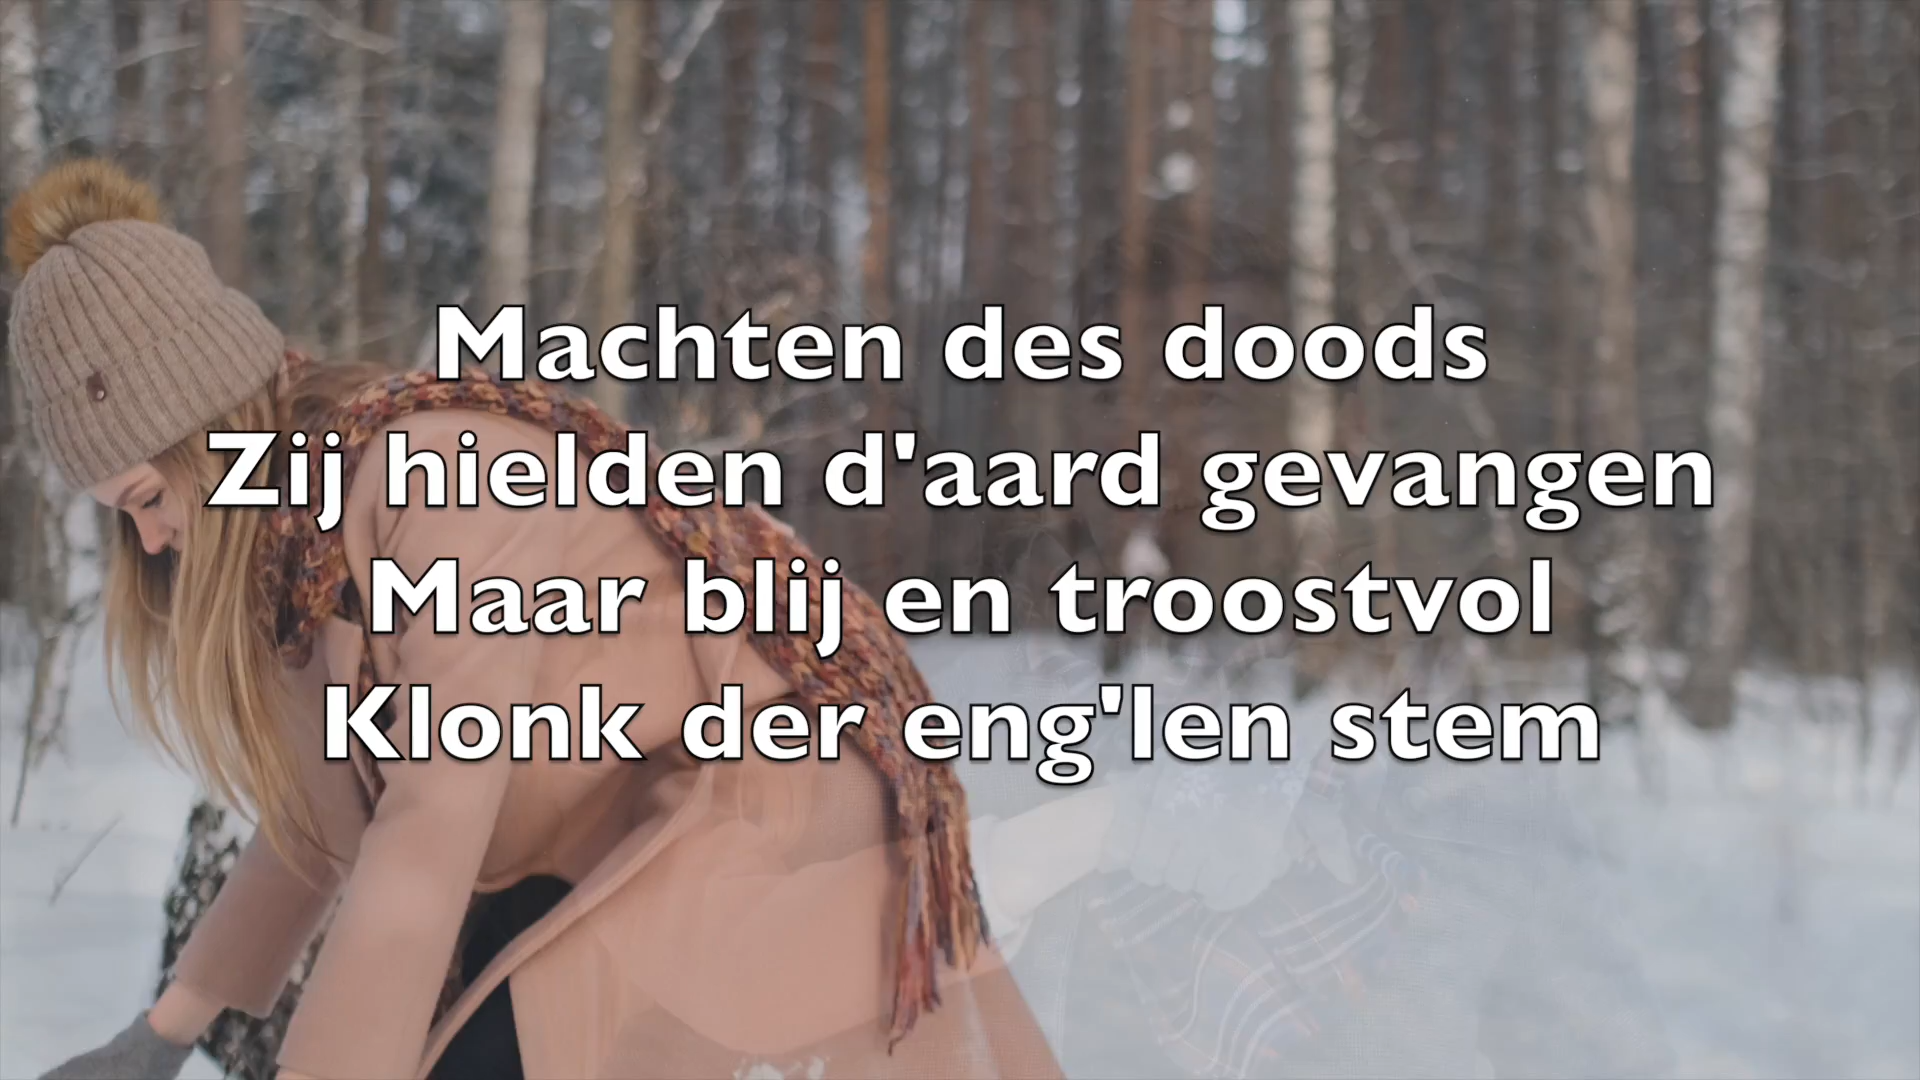 Machten des doods
Zij hielden d'aard gevangen
Maar blij en troostvol
Klonk der eng'len stem